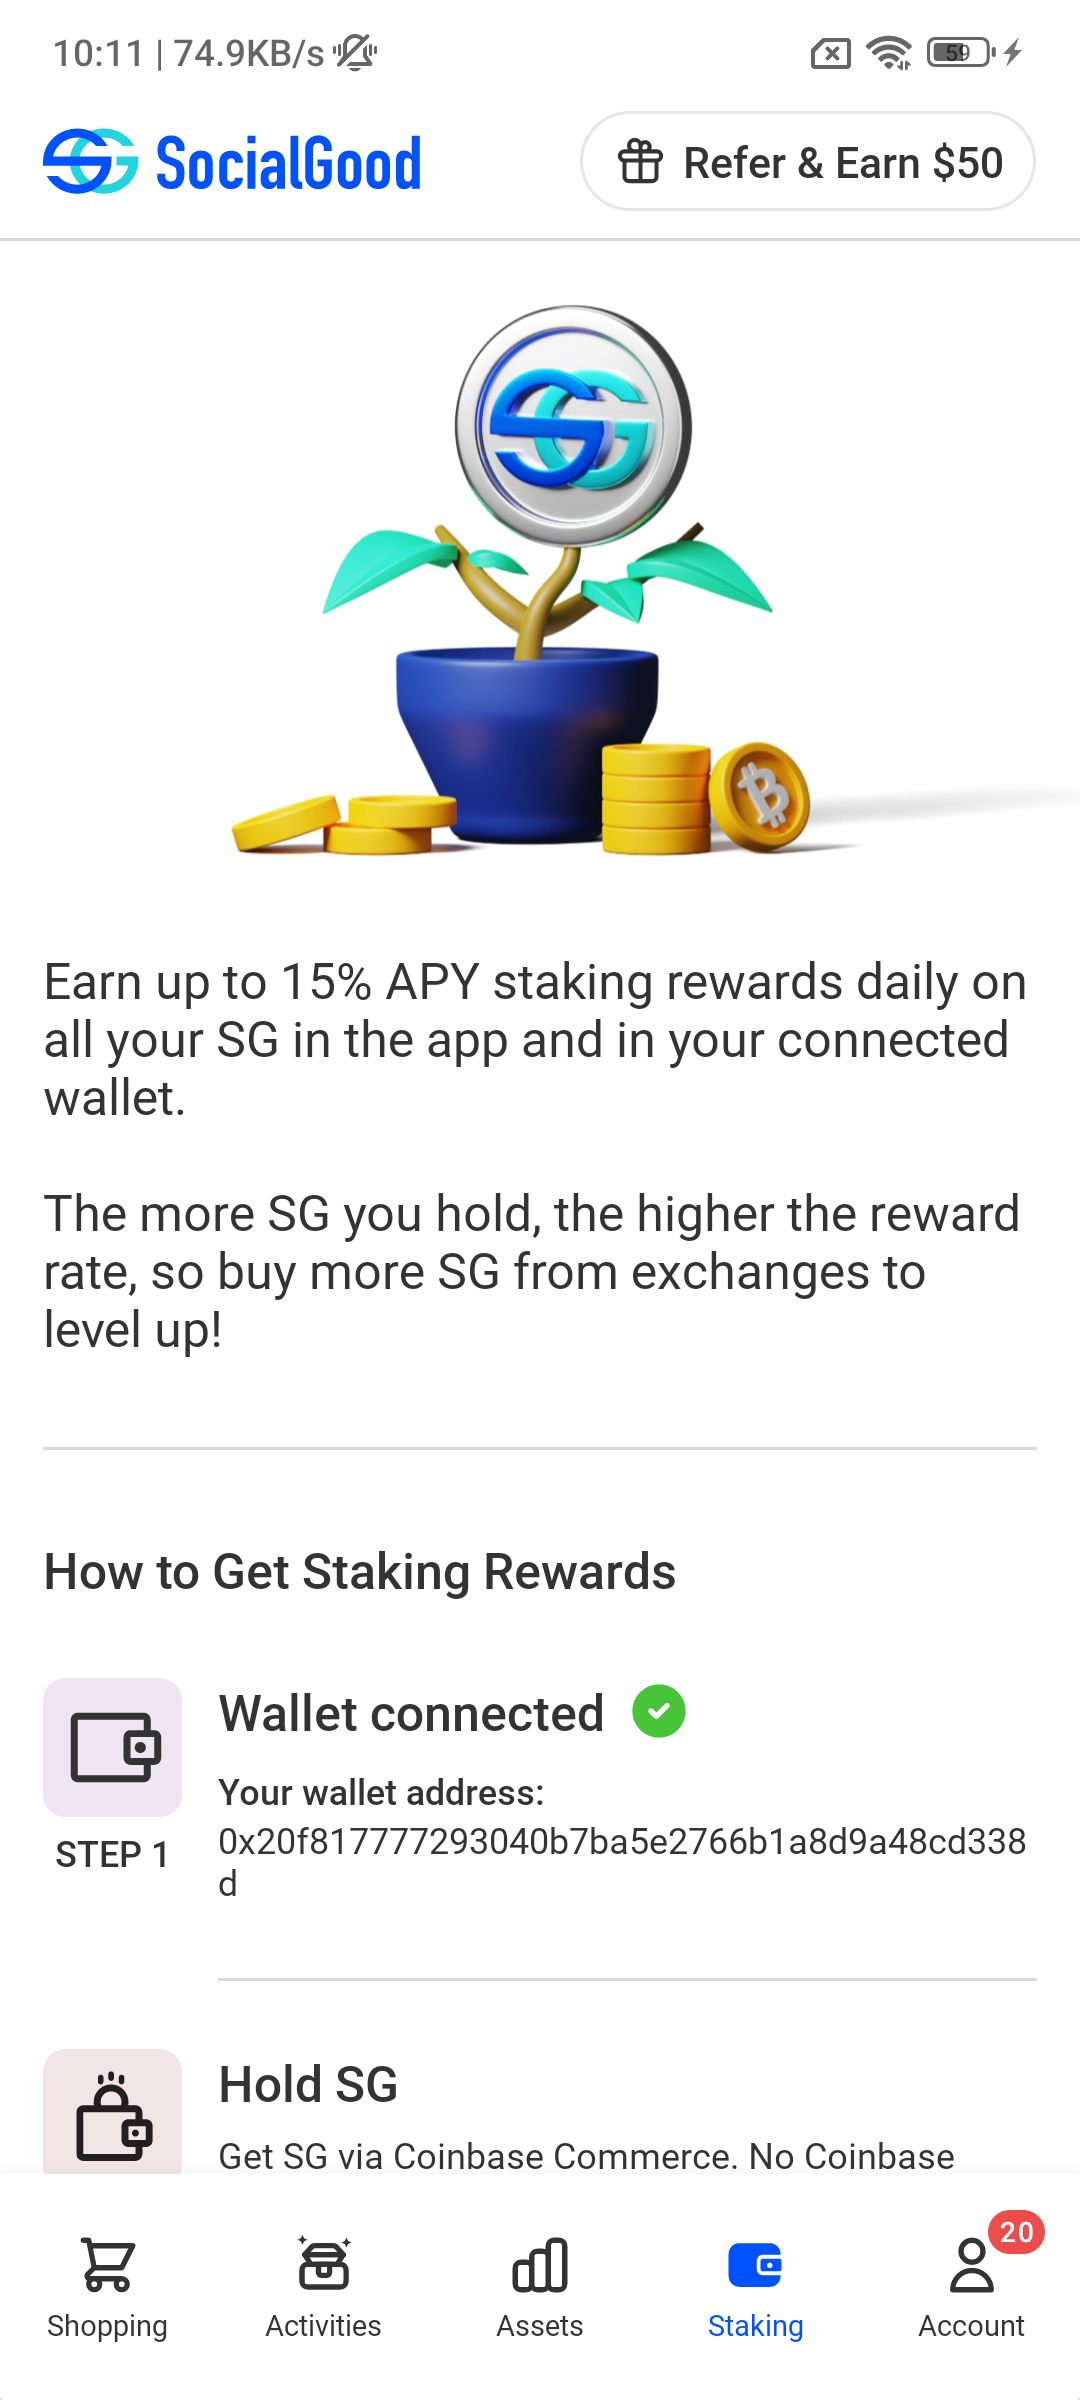 10:11 | 74.9KB/s
59
SocialGood
Refer & Earn $50
Earn up to 15% APY staking rewards daily on
all your SG in the app and in your connected
wallet.
The more SG you hold, the higher the reward
rate, so buy more SG from exchanges to
level up!
How to Get Staking Rewards
Wallet connected
Your wallet address:
0x20f817777293040b7ba5e2766b1a8d9a48cd338
d
STEP 1
Hold SG
Get SG via Coinbase Commerce. No Coinbase
20
Shopping
Activities
Assets
Staking
Account